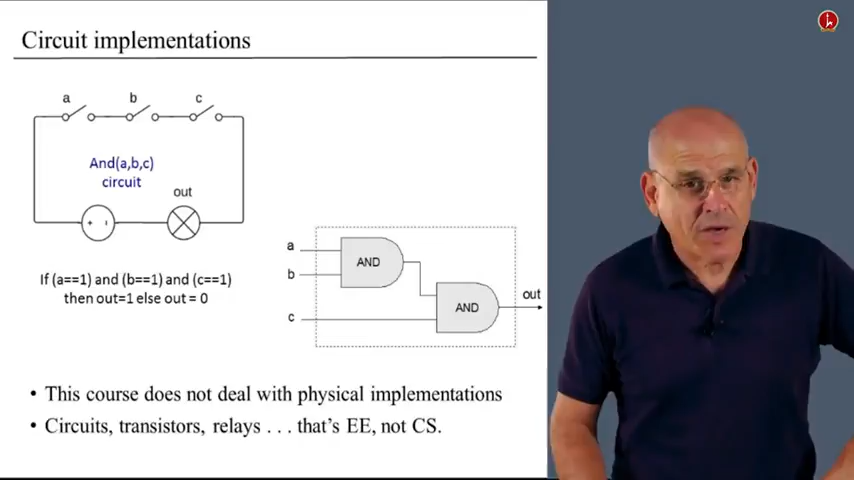 Circuit implementations
a b c
And(a,b,c)
circuit
out
+ -
If (a==1) and (b==1) and (c==1)
then out=1 else out = 0
a
b
c
AND
AND
out
• This course does not deal with physical implementations
• Circuits, transistors, relays . . . that's EE, not CS.